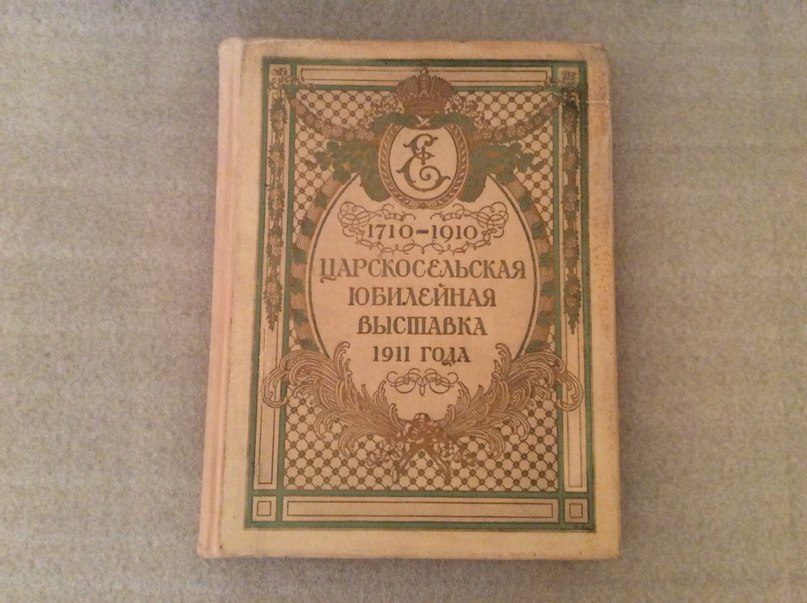 Е
1710-1910
ЦАРСКОСЕЛЬСКАЯ
ЮБИЛЕЙНАЯ
ВЫСТАВКА
1911 ГОДА